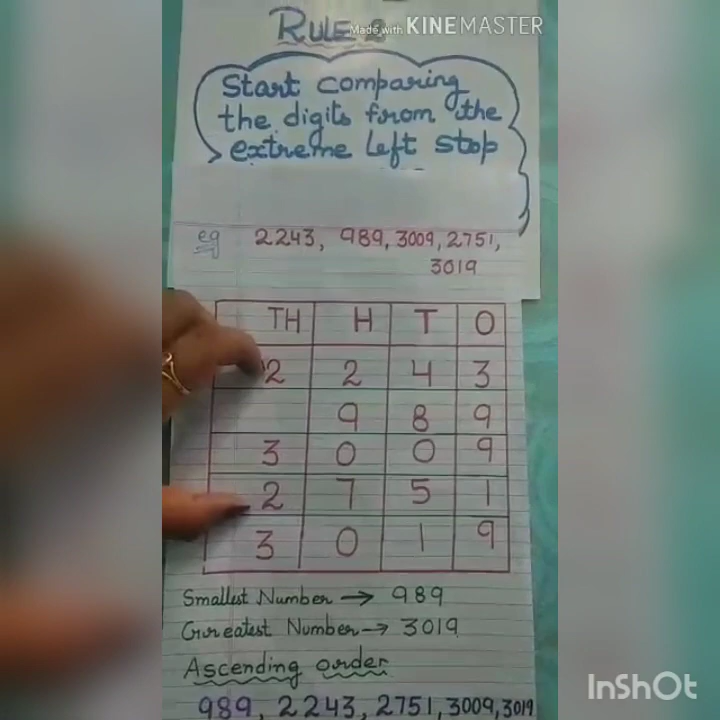 RULE 2
Made with KINEMASTER
Start comparing
the digits from the
extreme left stop
eg 2243, 989, 3009, 2751,
3019
TH H T O
2 2 4 3
9 8 9
3 0 0 9
2 7 5 1
3 0 1 9
Smallest Number → 989
Greatest Number → 3019
Ascending order
989, 2243, 2751, 3009, 3019
InShOt